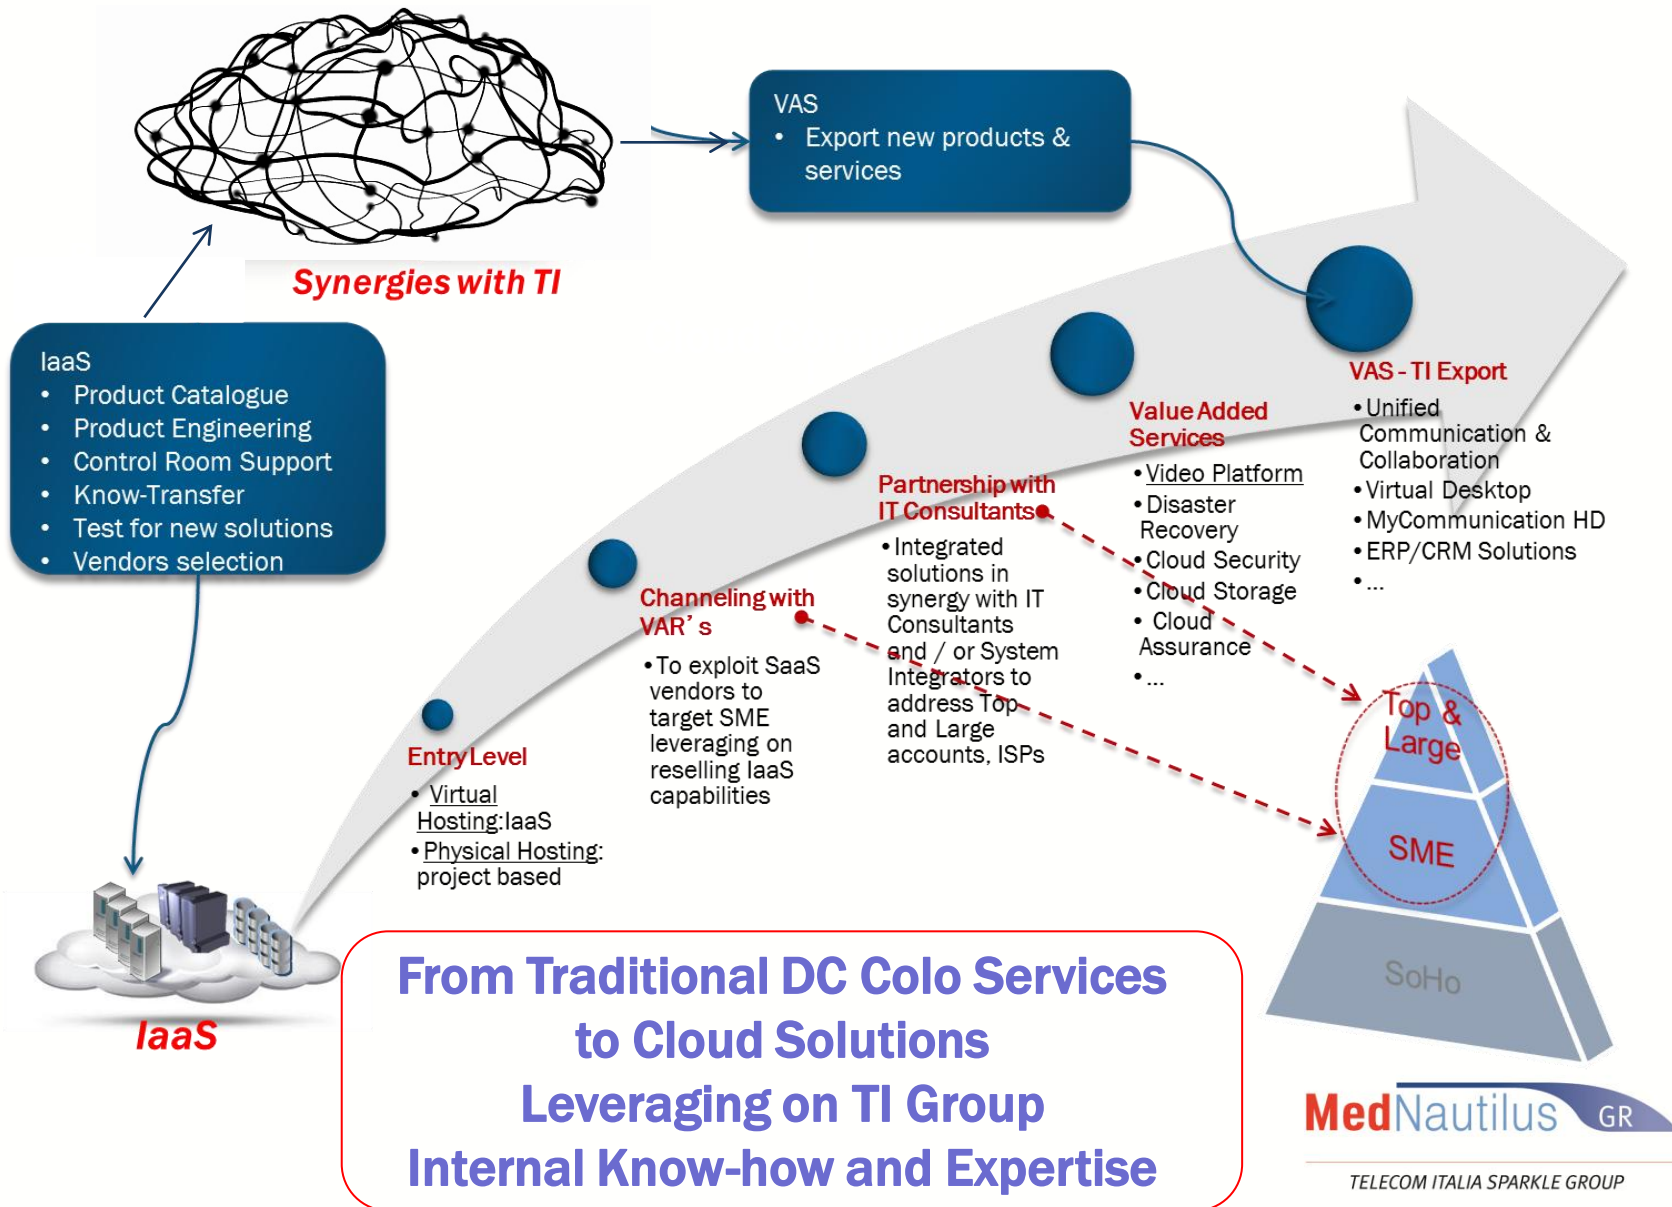 VAS
• Export new products &
services
Synergies with TI
IaaS
• Product Catalogue
• Product Engineering
• Control Room Support
• Know-Transfer
• Test for new solutions
• Vendors selection
VAS - TI Export
•Unified
Communication &
Collaboration
•Virtual Desktop
•MyCommunication HD
•ERP/CRM Solutions
•...
Value Added
Services
•Video Platform
•Disaster
Recovery
•Cloud Security
•Cloud Storage
• Cloud
Assurance
•...
Partnership with
IT Consultants
•Integrated
solutions in
synergy with IT
Consultants
and / or System
Integrators to
address Top
and Large
accounts, ISPs
Channeling with
VAR's
•To exploit SaaS
vendors to
target SME
leveraging on
reselling IaaS
capabilities
Entry Level
• Virtual
Hosting:IaaS
•Physical Hosting:
project based
Top &
Large
SME
SoHo
IaaS
From Traditional DC Colo Services
to Cloud Solutions
Leveraging on TI Group
Internal Know-how and Expertise
MedNautilus GR
TELECOM ITALIA SPARKLE GROUP